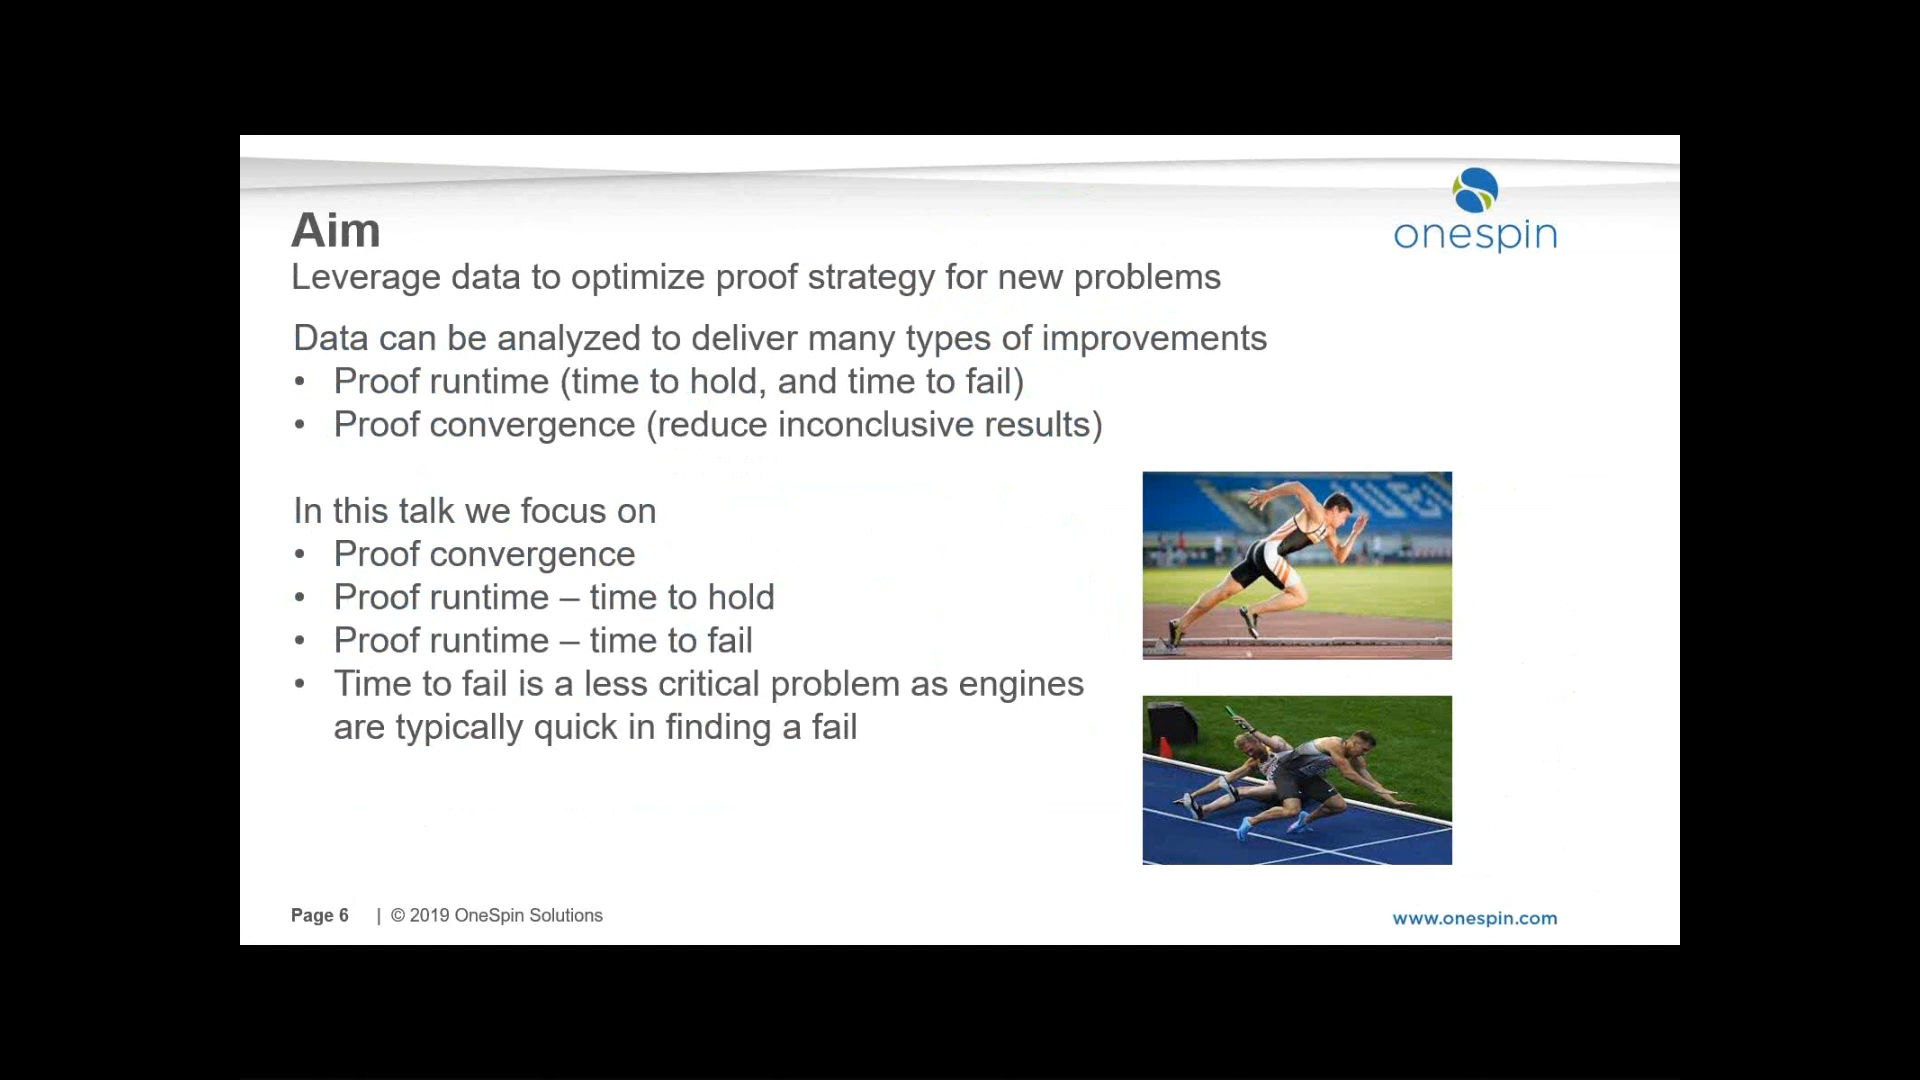 onespin
Aim
Leverage data to optimize proof strategy for new problems
Data can be analyzed to deliver many types of improvements
• Proof runtime (time to hold, and time to fail)
• Proof convergence (reduce inconclusive results)
In this talk we focus on
• Proof convergence
• Proof runtime – time to hold
• Proof runtime – time to fail
• Time to fail is a less critical problem as engines
are typically quick in finding a fail
Page 6 | © 2019 OneSpin Solutions
www.onespin.com